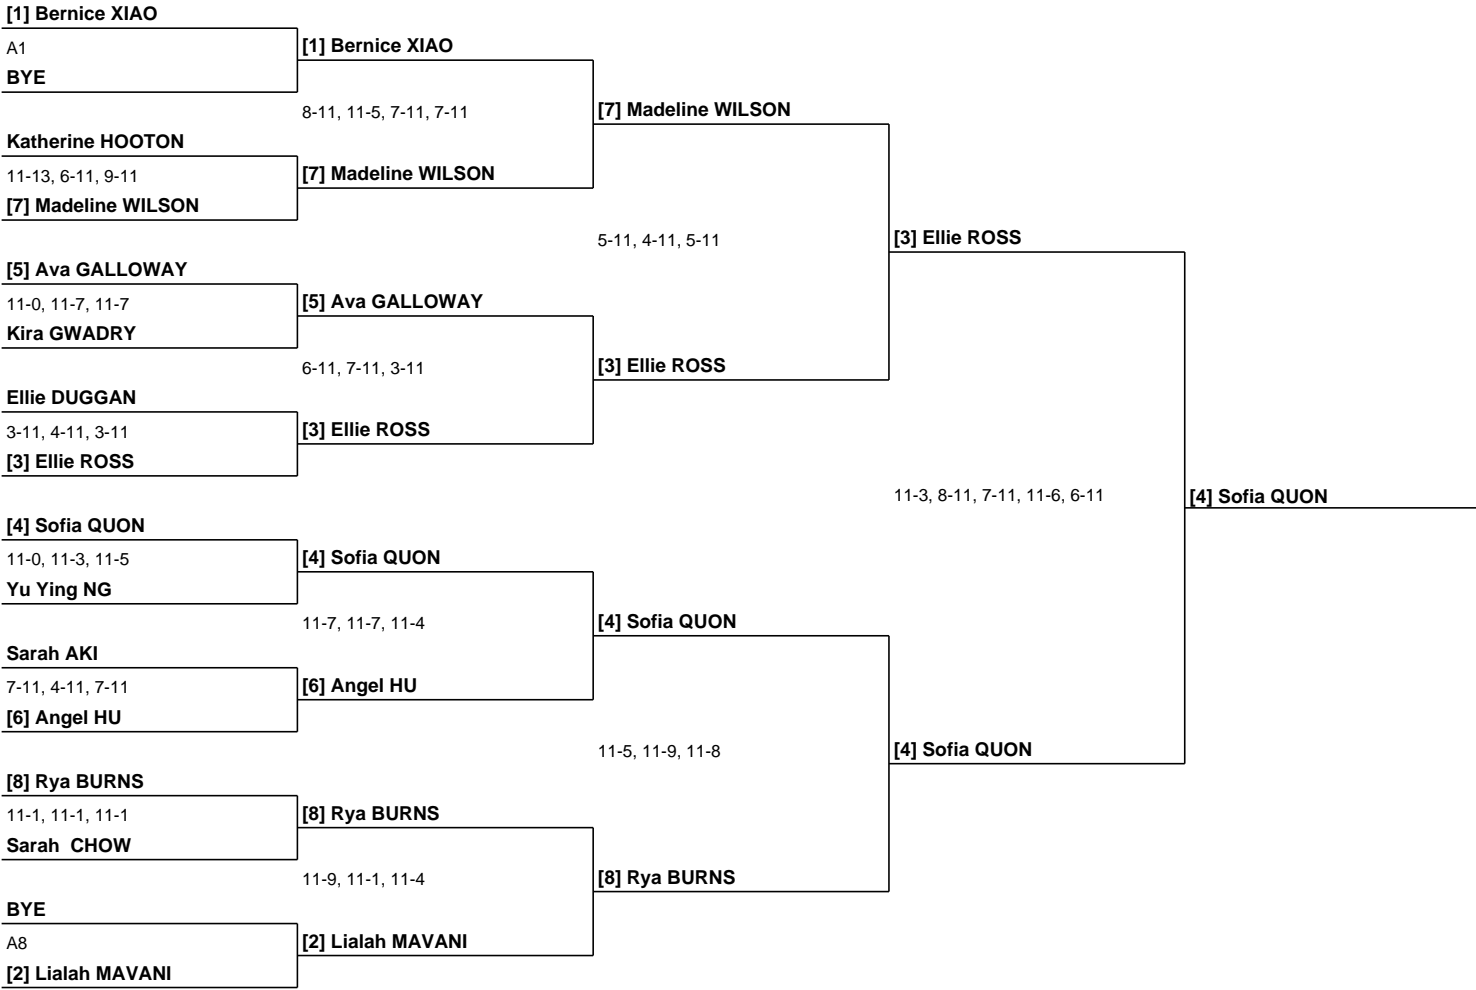 [1] Bernice XIAO
A1
BYE
Katherine HOOTON
11-13, 6-11, 9-11
[7] Madeline WILSON
[5] Ava GALLOWAY
11-0, 11-7, 11-7
Kira GWADRY
Ellie DUGGAN
3-11, 4-11, 3-11
[3] Ellie ROSS
[4] Sofia QUON
11-0, 11-3, 11-5
Yu Ying NG
Sarah AKI
7-11, 4-11, 7-11
[6] Angel HU
[8] Rya BURNS
11-1, 11-1, 11-1
Sarah  CHOW
BYE
A8
[2] Lialah MAVANI
[1] Bernice XIAO
8-11, 11-5, 7-11, 7-11
[7] Madeline WILSON
[5] Ava GALLOWAY
6-11, 7-11, 3-11
[3] Ellie ROSS
[4] Sofia QUON
11-7, 11-7, 11-4
[6] Angel HU
[8] Rya BURNS
11-9, 11-1, 11-4
[2] Lialah MAVANI
[7] Madeline WILSON
5-11, 4-11, 5-11
[3] Ellie ROSS
[4] Sofia QUON
11-5, 11-9, 11-8
[8] Rya BURNS
[3] Ellie ROSS
11-3, 8-11, 7-11, 11-6, 6-11
[4] Sofia QUON
[4] Sofia QUON